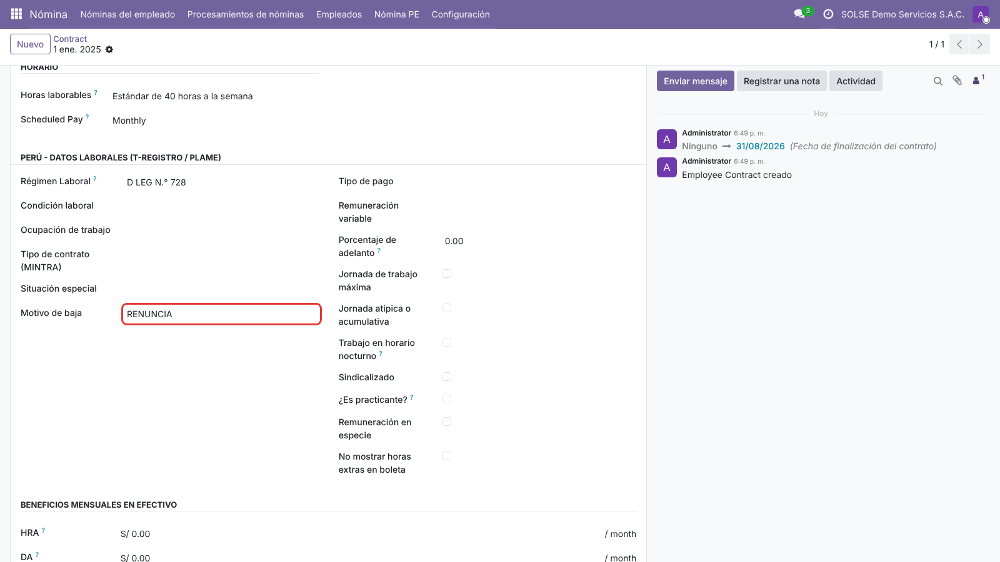 Nómina
Nóminas del empleado
Procesamientos de nóminas
Empleados
Nómina PE
Configuración
3
SOLSE Demo Servicios S.A.C.
A
Nuevo
Contract
1 ene. 2025
1 / 1
HORARIO
Horas laborables ?
Estándar de 40 horas a la semana
Scheduled Pay ?
Monthly
PERÚ - DATOS LABORALES (T-REGISTRO / PLAME)
Régimen Laboral ?
D LEG N.° 728
Condición laboral
Ocupación de trabajo
Tipo de contrato
(MINTRA)
Situación especial
Motivo de baja
RENUNCIA
Tipo de pago
Remuneración
variable
Porcentaje de
adelanto ?
0.00
Jornada de trabajo
máxima
Jornada atípica o
acumulativa
Trabajo en horario
nocturno ?
Sindicalizado
¿Es practicante? ?
Remuneración en
especie
No mostrar horas
extras en boleta
BENEFICIOS MENSUALES EN EFECTIVO
HRA ?
S/ 0.00
/ month
DA ?
S/ 0.00
/ month
Enviar mensaje
Registrar una nota
Actividad
1
Hoy
A
Administrator 6:49 p. m.
Ninguno → 31/08/2026 (Fecha de finalización del contrato)
A
Administrator 6:49 p. m.
Employee Contract creado